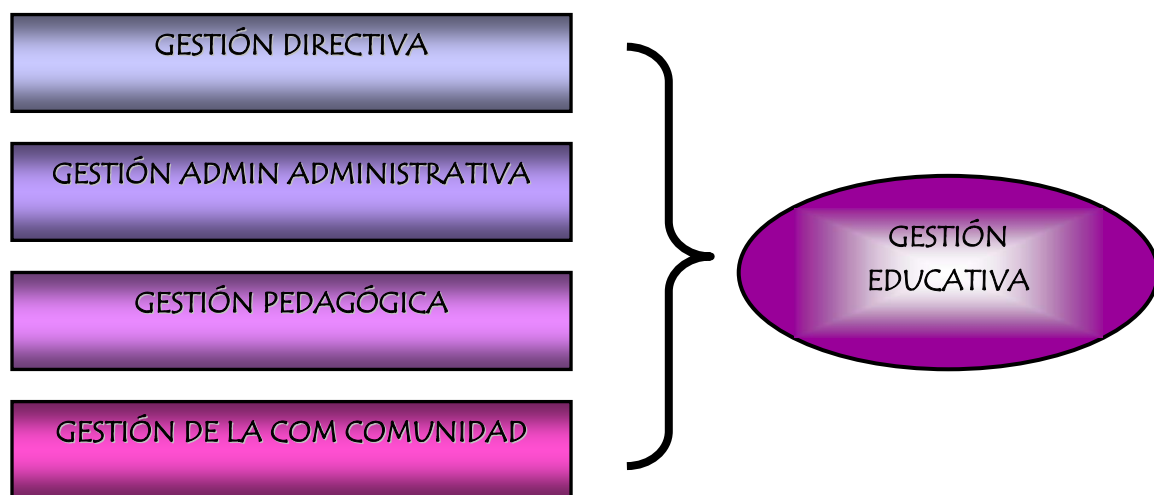 GESTIÓN DIRECTIVA
GESTIÓN ADMIN ADMINISTRATIVA
GESTIÓN PEDAGÓGICA
GESTIÓN DE LA COM COMUNIDAD
GESTIÓN
EDUCATIVA